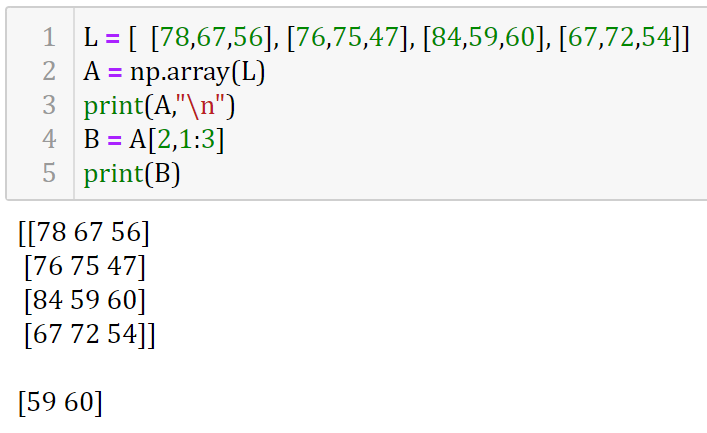 1 L = [  [78,67,56], [76,75,47], [84,59,60], [67,72,54]]
2 A = np.array(L)
3 print(A,"\n")
4 B = A[2,1:3]
5 print(B)
[[78 67 56]
 [76 75 47]
 [84 59 60]
 [67 72 54]]
[59 60]